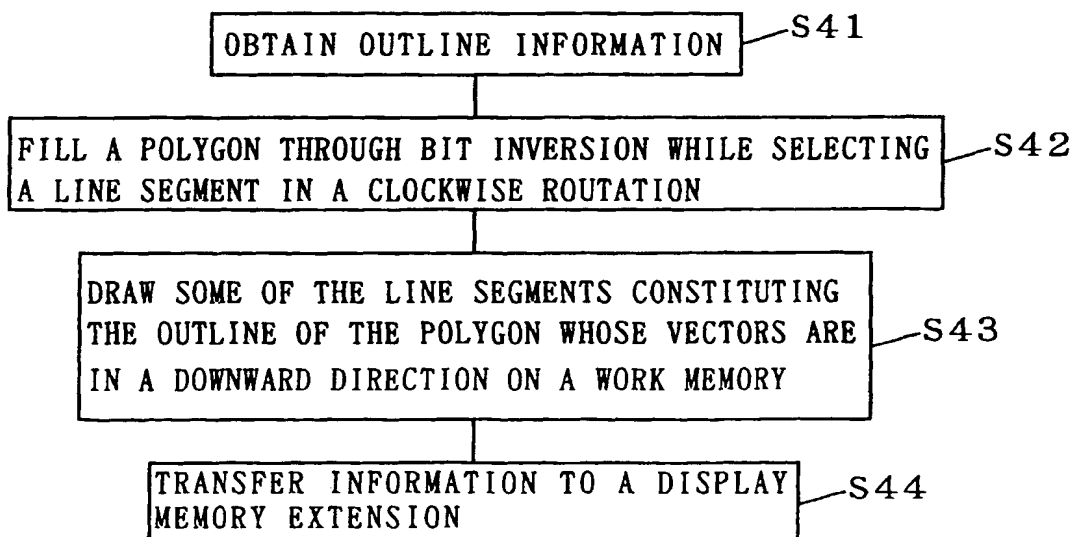 OBTAIN OUTLINE INFORMATION
S41
FILL A POLYGON THROUGH BIT INVERSION WHILE SELECTING
A LINE SEGMENT IN A CLOCKWISE ROUTATION
S42
DRAW SOME OF THE LINE SEGMENTS CONSTITUTING
THE OUTLINE OF THE POLYGON WHOSE VECTORS ARE
IN A DOWNWARD DIRECTION ON A WORK MEMORY
S43
TRANSFER INFORMATION TO A DISPLAY
MEMORY EXTENSION
S44